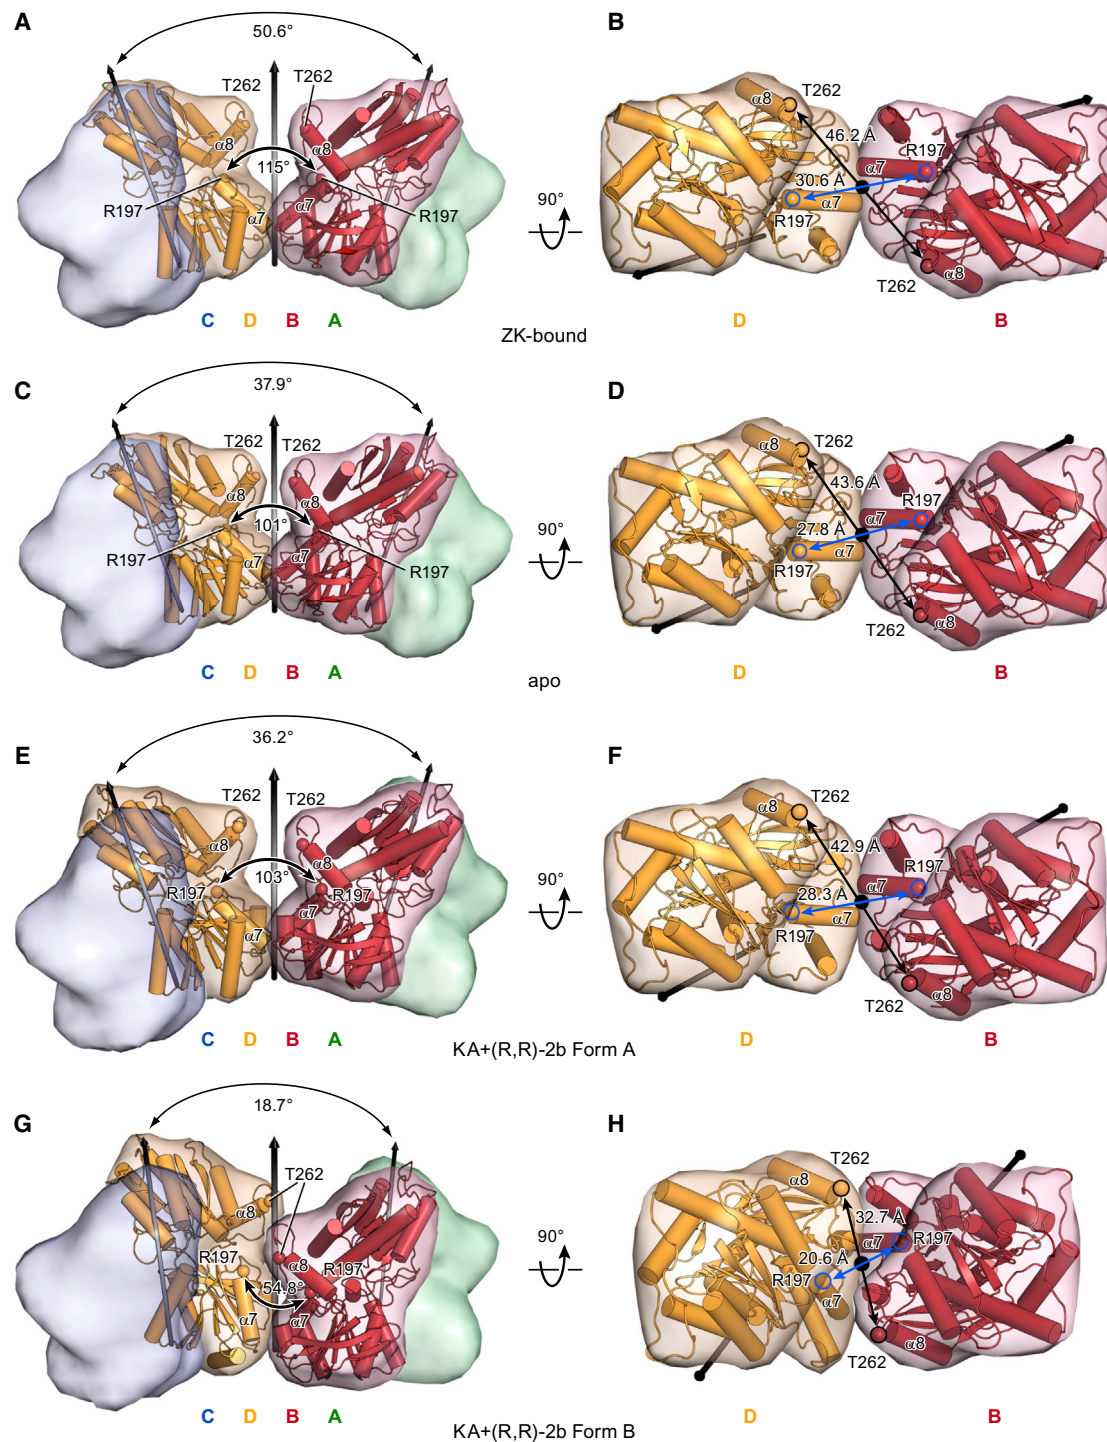 A
50.6°
T262
T262
α8
α8
115°
R197
R197
α7
α7
C D B A
90°
B
α8
T262
46.2 Å
α7
R197
30.6 Å
α7
R197
T262
α8
D B
ZK-bound
C
37.9°
T262 T262
α8
α8
101°
R197
R197
α7
α7
C D B A
90°
D
α8
T262
43.6 Å
R197
α7
27.8 Å
α7
R197
T262
α8
D B
apo
E
36.2°
T262 T262
α8
α8
103°
R197
R197
α7
α7
C D B A
90°
F
α8
T262
42.9 Å
R197
α7
28.3 Å
α7
R197
T262
α8
D B
KA+(R,R)-2b Form A
G
18.7°
T262
α8
R197
α8
R197
54.8°
α7
α7
C D B A
90°
H
T262
α8
32.7 Å
α7
R197
20.6 Å
R197
α7
T262
α8
D B
KA+(R,R)-2b Form B